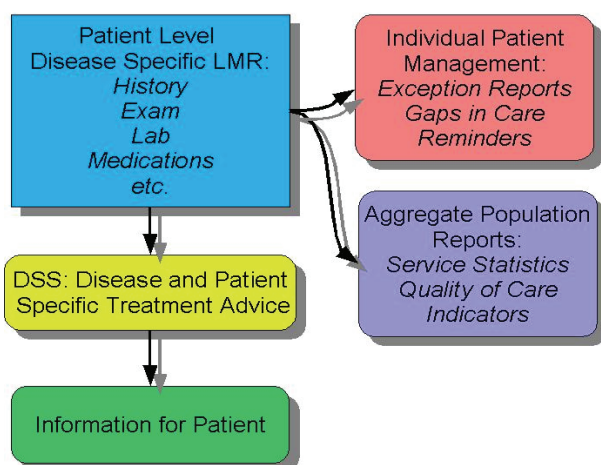 Patient Level
Disease Specific LMR:
History
Exam
Lab
Medications
etc.
Individual Patient
Management:
Exception Reports
Gaps in Care
Reminders
Aggregate Population
Reports:
Service Statistics
Quality of Care
Indicators
DSS: Disease and Patient
Specific Treatment Advice
Information for Patient